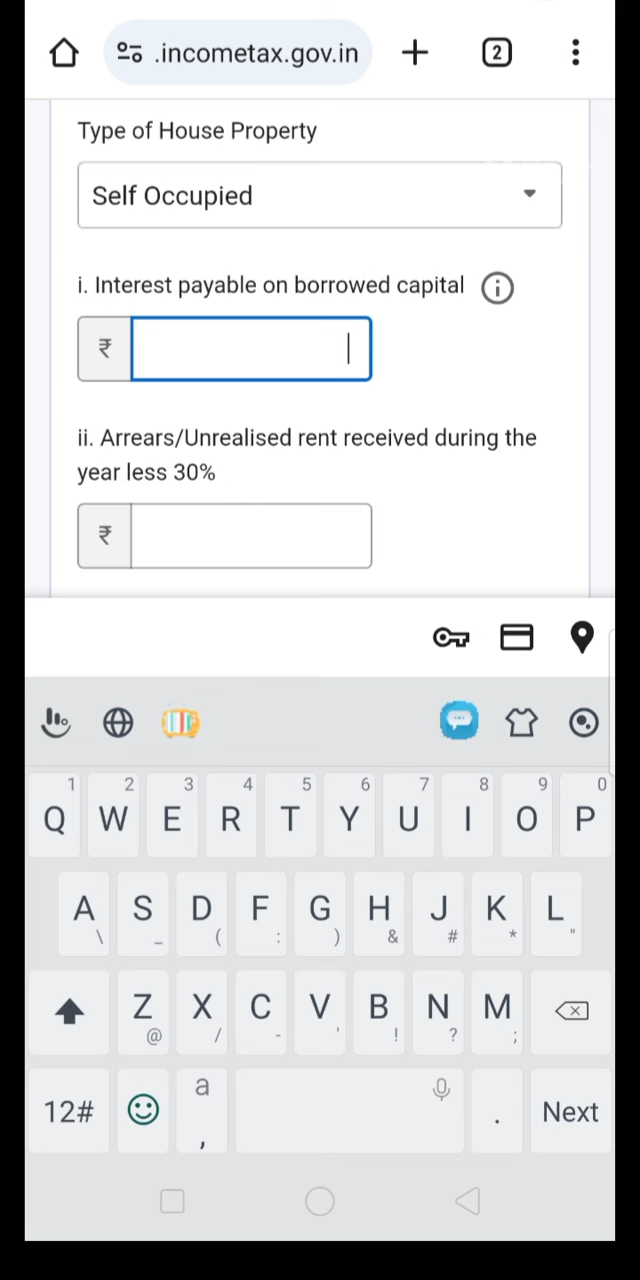 .incometax.gov.in
2
Type of House Property
Self Occupied
i. Interest payable on borrowed capital
₹
ii. Arrears/Unrealised rent received during the
year less 30%
₹
1 2 3 4 5 6 7 8 9 0
Q W E R T Y U I O P
A S D F G H J K L
\ _ ( : ) & # * "
Z X C V B N M
@ / - ' ! ? ;
a
12# , . Next